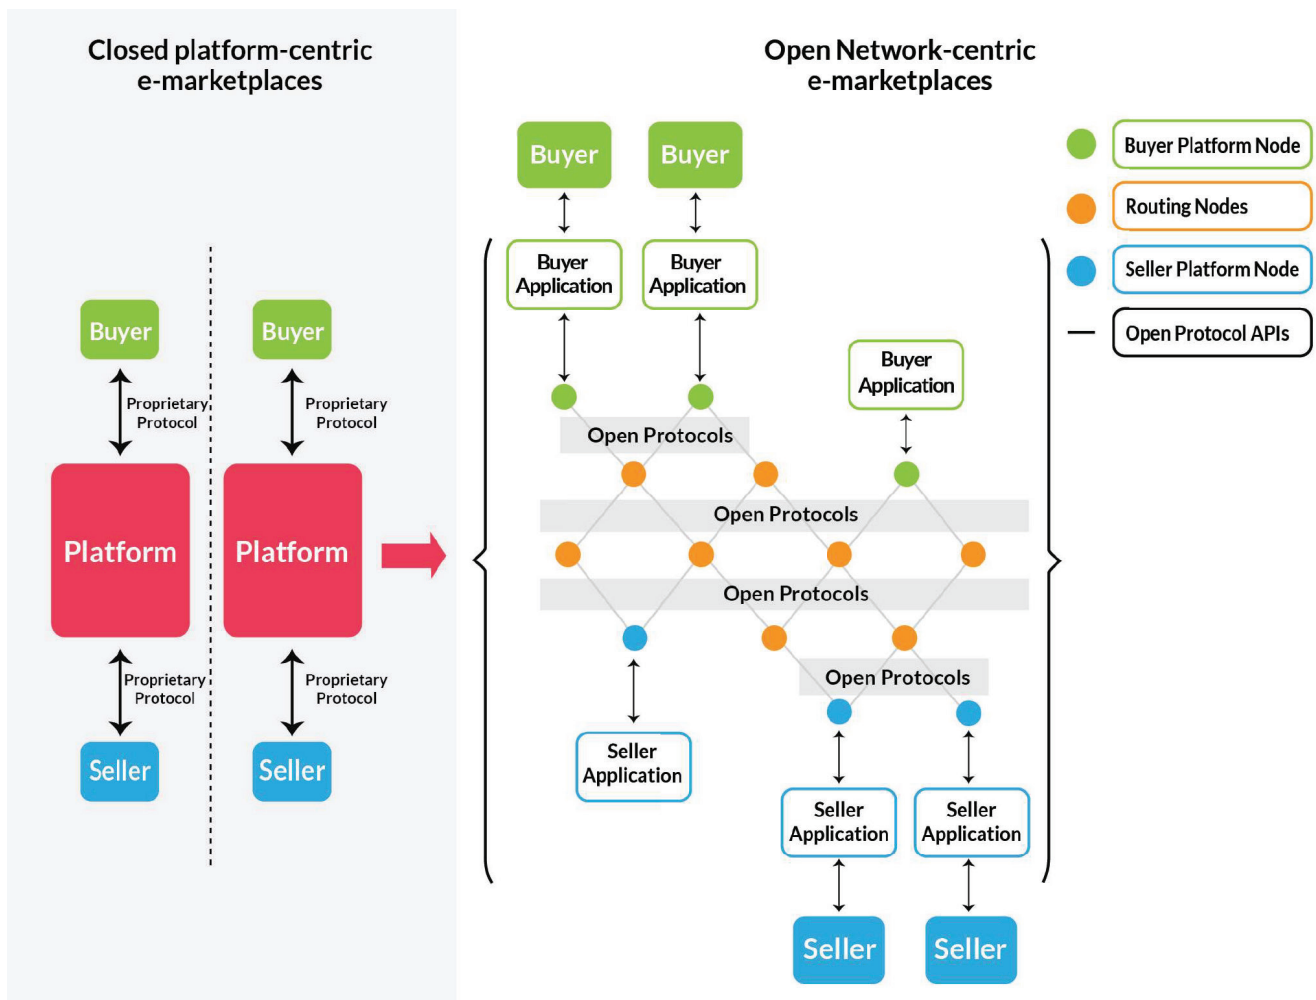 Closed platform-centric
e-marketplaces
Buyer
Buyer
Proprietary
Protocol
Proprietary
Protocol
Platform
Platform
Proprietary
Protocol
Proprietary
Protocol
Seller
Seller
Open Network-centric
e-marketplaces
Buyer
Buyer
Buyer
Application
Buyer
Application
Buyer
Application
Open Protocols
Open Protocols
Open Protocols
Open Protocols
Seller
Application
Seller
Application
Seller
Application
Seller
Seller
Buyer Platform Node
Routing Nodes
Seller Platform Node
Open Protocol APIs